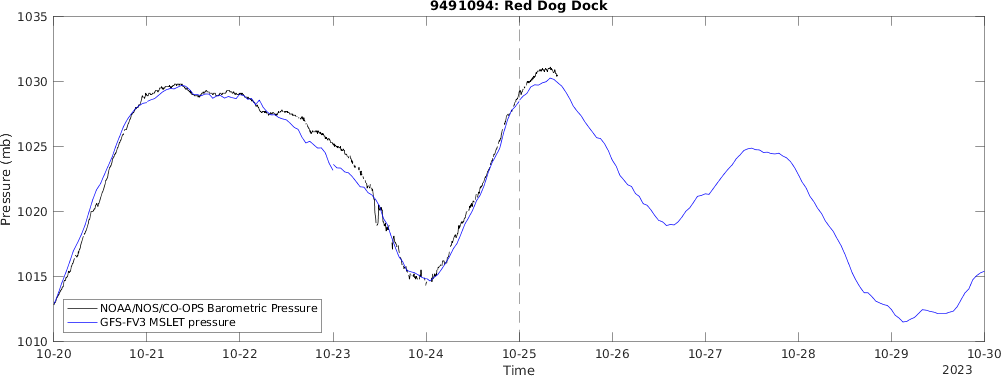 9491094: Red Dog Dock
Pressure (mb)
1035
1030
1025
1020
1015
1010
NOAA/NOS/CO-OPS Barometric Pressure
GFS-FV3 MSLET pressure
10-20 10-21 10-22 10-23 10-24 10-25 10-26 10-27 10-28 10-29 10-30
Time
2023